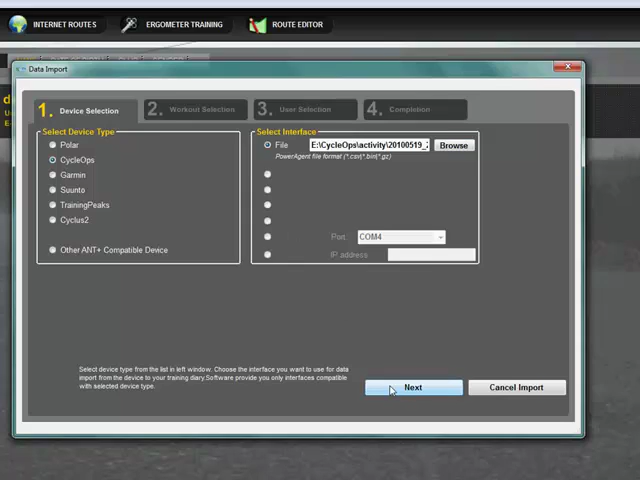 INTERNET ROUTES ERGOMETER TRAINING ROUTE EDITOR
Data Import
1. Device Selection 2. Workout Selection 3. User Selection 4. Completion
Select Device Type
Polar
CycleOps
Garmin
Suunto
TrainingPeaks
Cyclus2
Other ANT+ Compatible Device
Select Interface
File E:\CycleOps\activity\20100519_ Browse
PowerAgent file format (*.csv|*.bin|*.gz)
Port: COM4
IP address
Select device type from the list in left window. Choose the interface you want to use for data
import from the device to your training diary.Software provide you only interfaces compatible
with selected device type.
Next Cancel Import